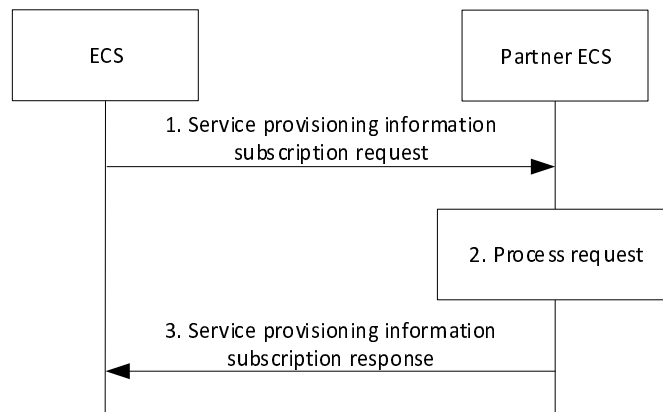 ECS
Partner ECS
1. Service provisioning information
subscription request
2. Process request
3. Service provisioning information
subscription response